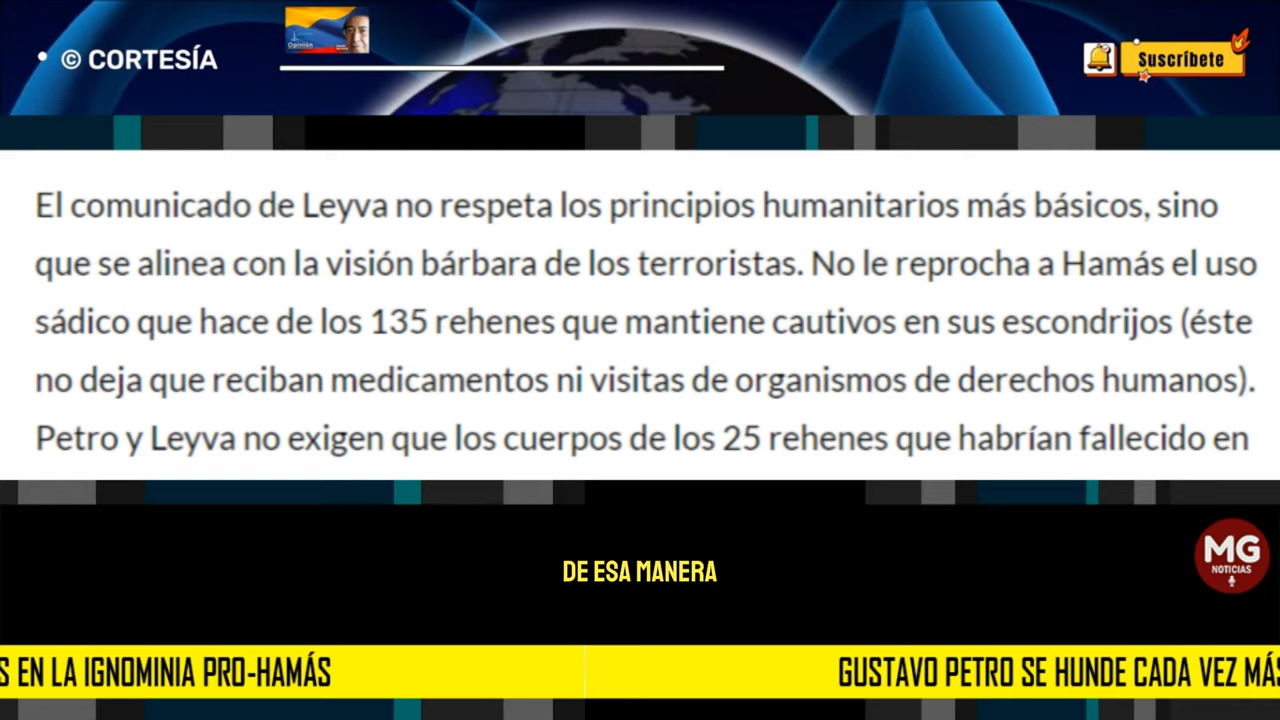 © CORTESÍA
Opinión
Suscríbete
El comunicado de Leyva no respeta los principios humanitarios más básicos, sino
que se alinea con la visión bárbara de los terroristas. No le reprocha a Hamás el uso
sádico que hace de los 135 rehenes que mantiene cautivos en sus escondrijos (éste
no deja que reciban medicamentos ni visitas de organismos de derechos humanos).
Petro y Leyva no exigen que los cuerpos de los 25 rehenes que habrían fallecido en
DE ESA MANERA
MG
NOTICIAS
S EN LA IGNOMINIA PRO-HAMÁS
GUSTAVO PETRO SE HUNDE CADA VEZ MÁS